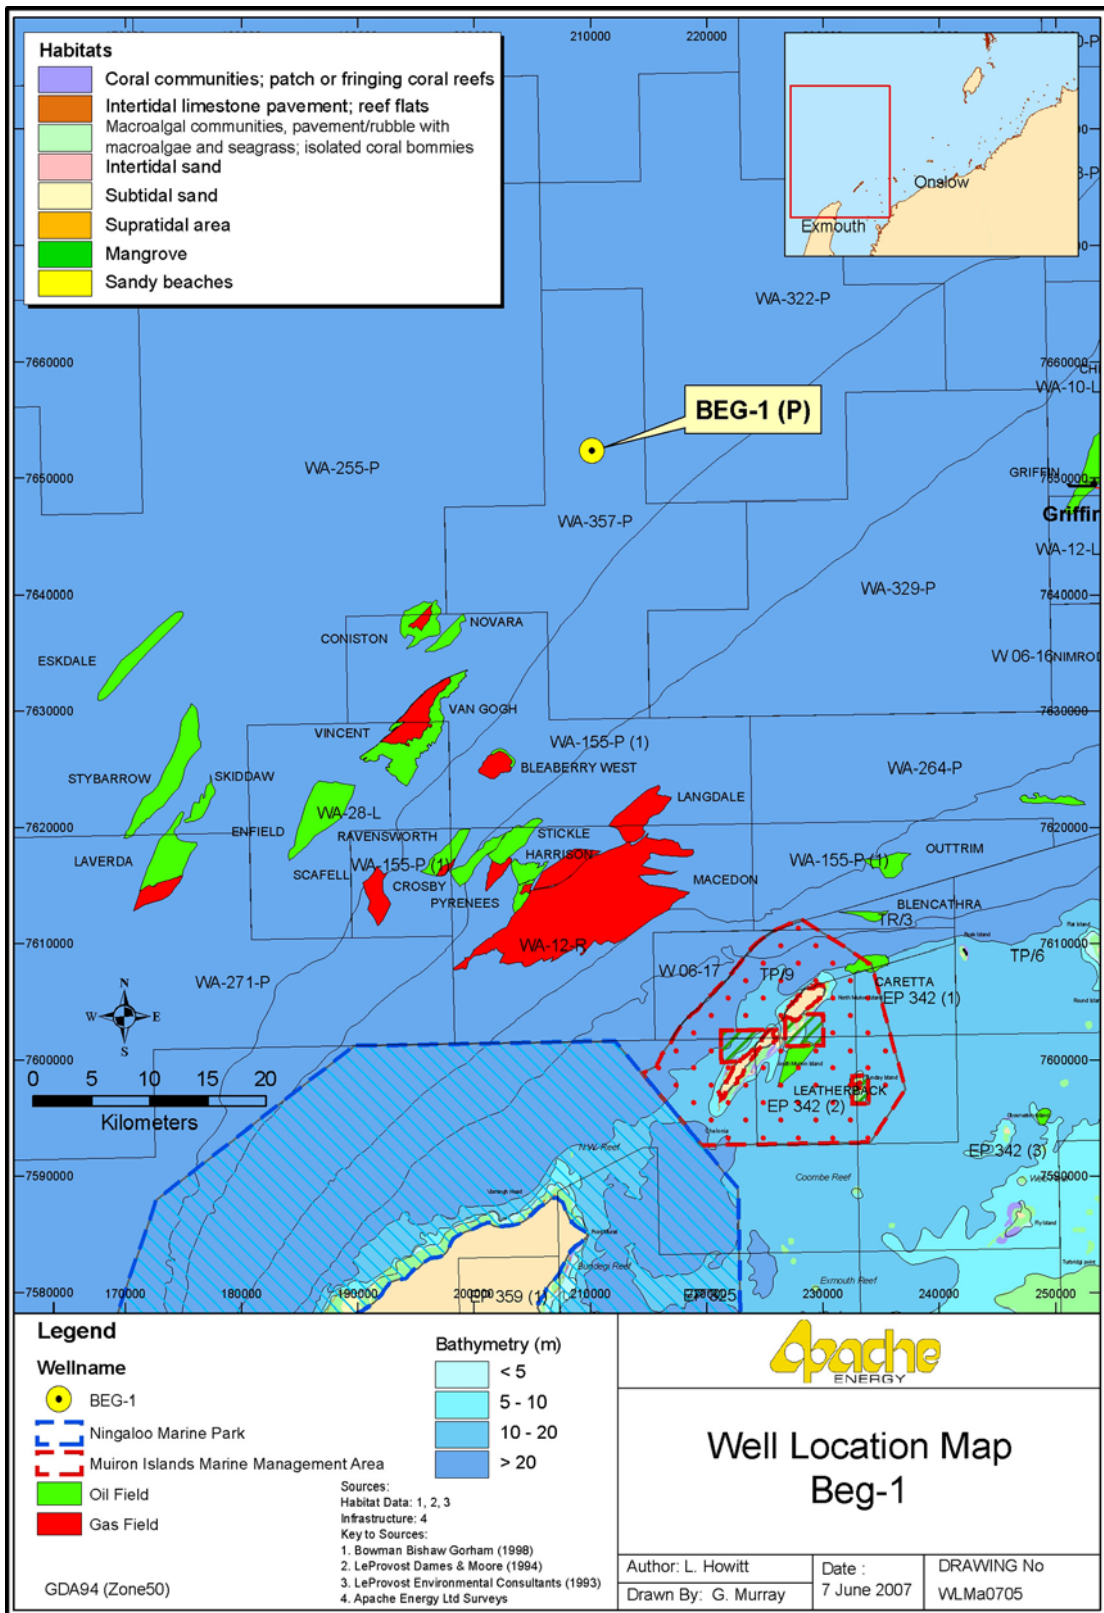 210000
220000
Habitats
Coral communities; patch or fringing coral reefs
Intertidal limestone pavement; reef flats
Macroalgal communities, pavement/rubble with
macroalgae and seagrass; isolated coral bommies
Intertidal sand
Subtidal sand
Supratidal area
Mangrove
Sandy beaches
Onslow
Exmouth
WA-322-P
7660000
7660000
WA-10-L
BEG-1 (P)
WA-255-P
7650000
GRIFFIN
7650000
WA-357-P
Griffin
WA-12-L
7640000
WA-329-P
7640000
NOVARA
CONISTON
W 06-16
NIMROD
ESKDALE
7630000
VAN GOGH
7630000
VINCENT
WA-155-P (1)
BLEABERRY WEST
WA-264-P
STYBARROW
SKIDDAW
LANGDALE
WA-28-L
7620000
ENFIELD
RAVENSWORTH
STICKLE
7620000
OUTTRIM
HARRISON
LAVERDA
WA-155-P (1)
WA-155-P (1)
SCAFELL
CROSBY
MACEDON
PYRENEES
BLENCATHRA
TR/3
7610000
WA-12-R
7610000
TP/6
W 06-17
TP/9
WA-271-P
CARETTA
EP 342 (1)
N
W
E
S
7600000
7600000
0
5
10
15
20
Kilometers
LEATHERBACK
EP 342 (2)
EP 342 (3)
N.W. Reef
7590000
Coombe Reef
7590000
Bundegi Reef
Exmouth Reef
7580000
EP 359 (1)
EP 325
7580000
170000
180000
190000
200000
210000
220000
230000
240000
250000
Legend
Wellname
BEG-1
Ningaloo Marine Park
Muiron Islands Marine Management Area
Oil Field
Gas Field
GDA94 (Zone50)
Bathymetry (m)
< 5
5 - 10
10 - 20
> 20
Sources:
Habitat Data: 1, 2, 3
Infrastructure: 4
Key to Sources:
1. Bowman Bishaw Gorham (1998)
2. LeProvost Dames & Moore (1994)
3. LeProvost Environmental Consultants (1993)
4. Apache Energy Ltd Surveys
Apache
ENERGY
Well Location Map
Beg-1
Author: L. Howitt
Drawn By: G. Murray
Date :
7 June 2007
DRAWING No
WLMa0705